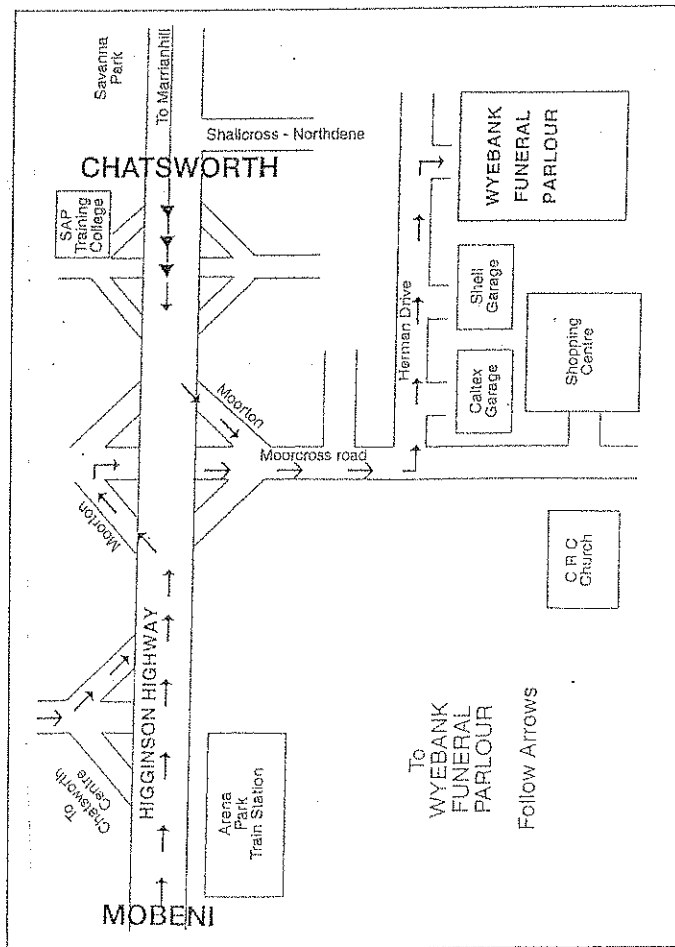 Savanna
Park
To Marrianhill
Shallcross - Northdene
CHATSWORTH
SAP
Training
College
WYEBANK
FUNERAL
PARLOUR
Herman Drive
Shell
Garage
Caltex
Garage
Shopping
Centre
Moorton
Moorcross road
Moorton
C R C
Church
HIGGINSON HIGHWAY
To
Chatsworth
Centre
Arena
Park
Train Station
MOBENI
To
WYEBANK
FUNERAL
PARLOUR
Follow Arrows